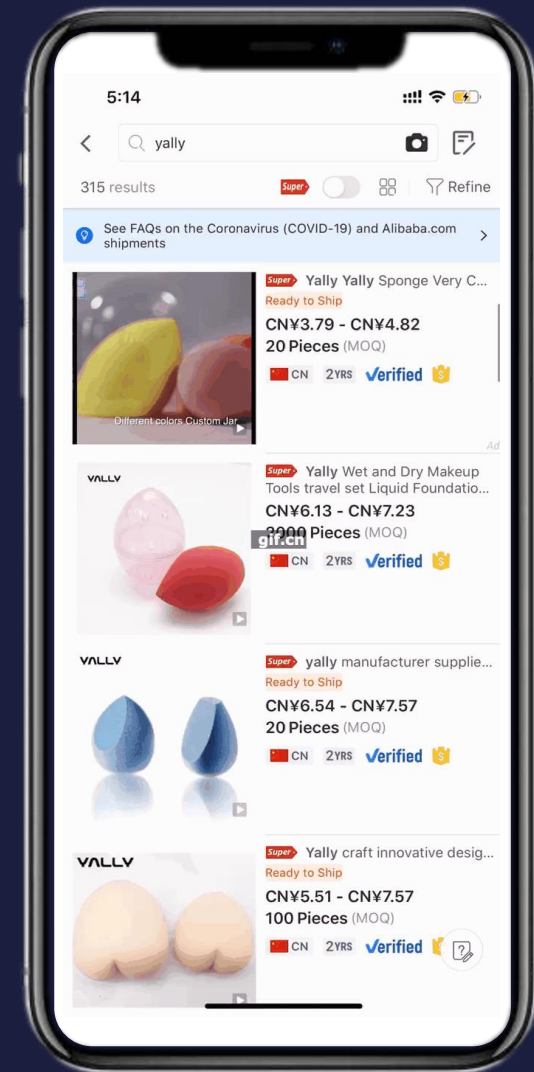 5:14
yally
315 results
Super
Refine
See FAQs on the Coronavirus (COVID-19) and Alibaba.com
shipments
Super Yally Yally Sponge Very C...
Ready to Ship
CN¥3.79 - CN¥4.82
20 Pieces (MOQ)
CN 2YRS Verified
Different colors Custom Jar
Ad
VALLY
Super Yally Wet and Dry Makeup
Tools travel set Liquid Foundatio...
CN¥6.13 - CN¥7.23
3000 Pieces (MOQ)
gif.cn
CN 2YRS Verified
VALLY
Super yally manufacturer supplie...
Ready to Ship
CN¥6.54 - CN¥7.57
20 Pieces (MOQ)
CN 2YRS Verified
VALLY
Super Yally craft innovative desig...
Ready to Ship
CN¥5.51 - CN¥7.57
100 Pieces (MOQ)
CN 2YRS Verified